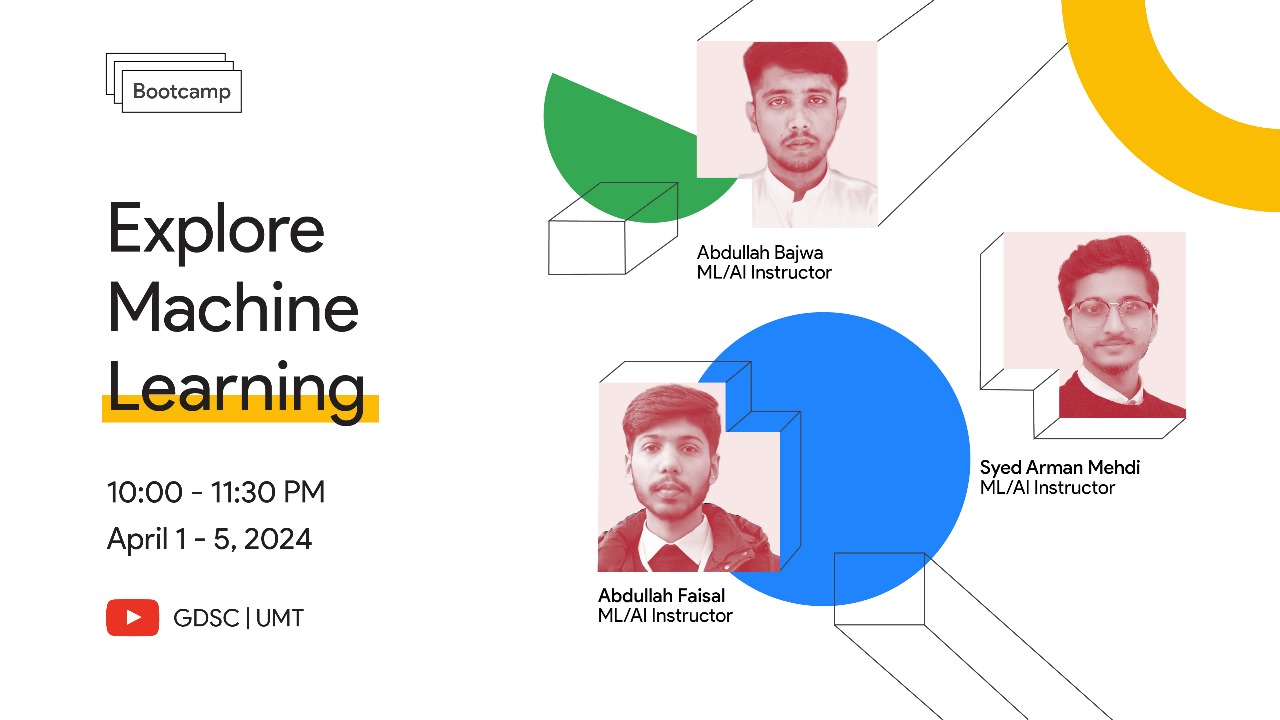 Bootcamp
Explore
Machine
Learning
10:00 - 11:30 PM
April 1 - 5, 2024
GDSC | UMT
Abdullah Bajwa
ML/AI Instructor
Syed Arman Mehdi
ML/AI Instructor
Abdullah Faisal
ML/AI Instructor